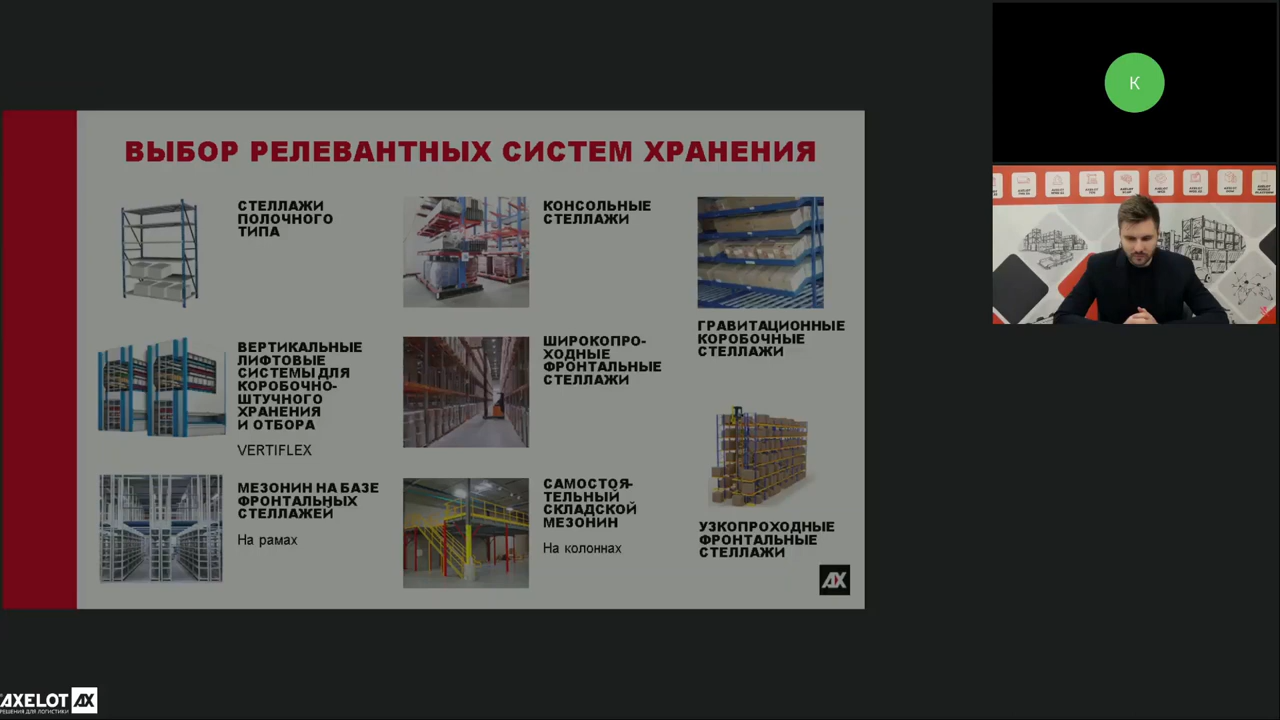 ВЫБОР РЕЛЕВАНТНЫХ СИСТЕМ ХРАНЕНИЯ
СТЕЛЛАЖИ
ПОЛОЧНОГО
ТИПА
КОНСОЛЬНЫЕ
СТЕЛЛАЖИ
ГРАВИТАЦИОННЫЕ
КОРОБОЧНЫЕ
СТЕЛЛАЖИ
ВЕРТИКАЛЬНЫЕ
ЛИФТОВЫЕ
СИСТЕМЫ ДЛЯ
КОРОБОЧНО-
ШТУЧНОГО
ХРАНЕНИЯ
И ОТБОРА
VERTIFLEX
ШИРОКОПРО-
ХОДНЫЕ
ФРОНТАЛЬНЫЕ
СТЕЛЛАЖИ
УЗКОПРОХОДНЫЕ
ФРОНТАЛЬНЫЕ
СТЕЛЛАЖИ
МЕЗОНИН НА БАЗЕ
ФРОНТАЛЬНЫХ
СТЕЛЛАЖЕЙ
На рамах
САМОСТОЯ-
ТЕЛЬНЫЙ
СКЛАДСКОЙ
МЕЗОНИН
На колоннах
AX
K
AXELOT AX
РЕШЕНИЯ ДЛЯ ЛОГИСТИКИ